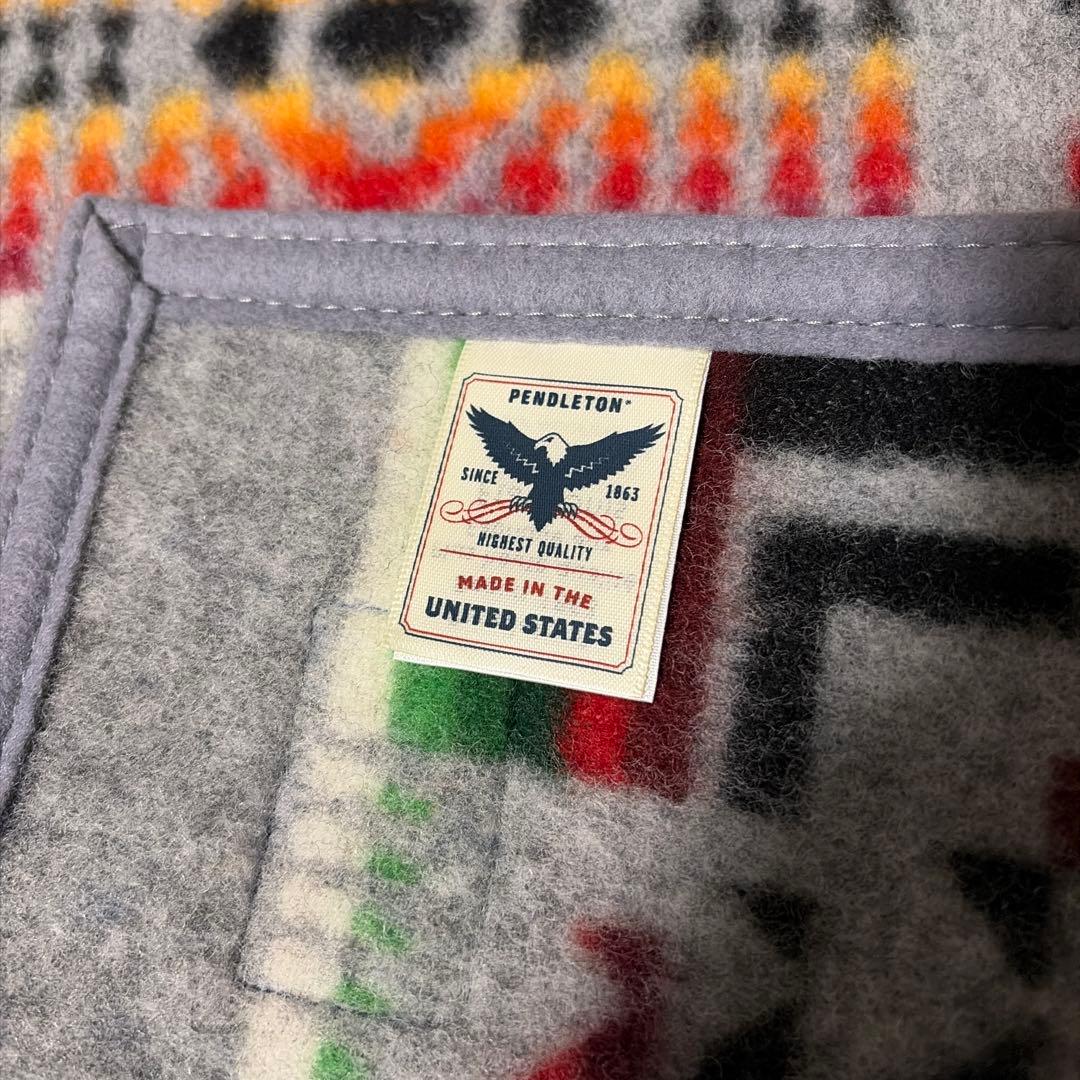 PENDLETON®
SINCE 1863
HIGHEST QUALITY
MADE IN THE
UNITED STATES